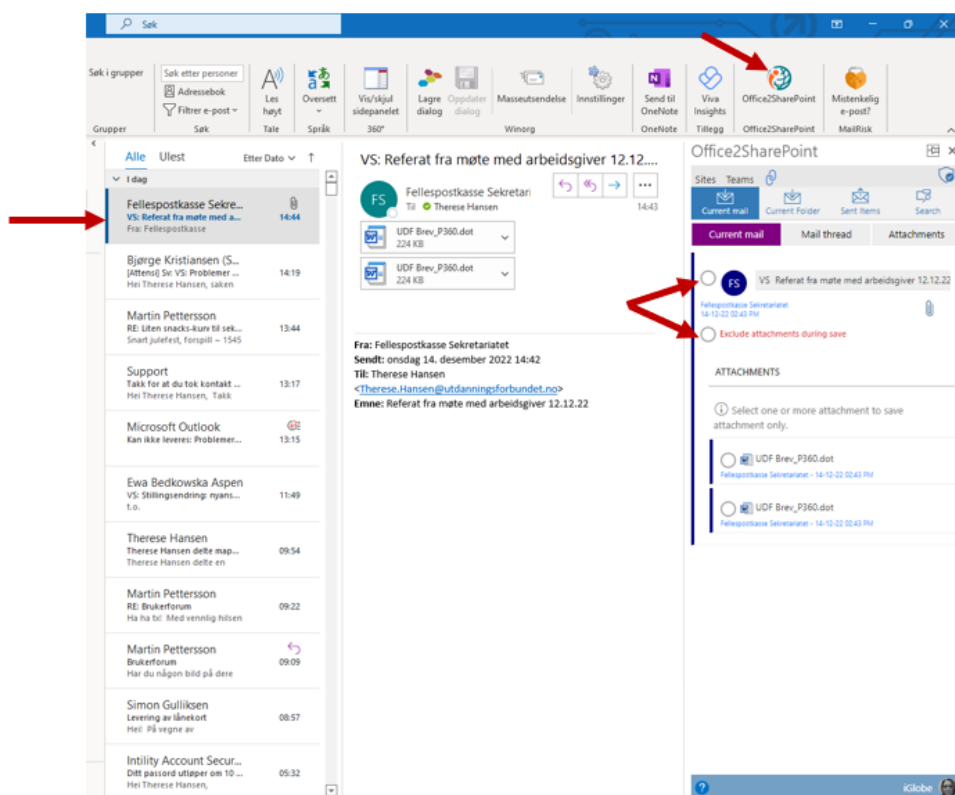 Søk
Søk i grupper
Grupper
Søk etter personer
Adressebok
Filtrer e-post
Søk
Les
høyt
Tale
Oversett
Språk
Vis/skjul
sidepanelet
360°
Lagre
dialog
Oppdater
dialog
Masseutsendelse
Innstillinger
Winorg
Send til
OneNote
OneNote
Viva
Insights
Tillegg
Office2SharePoint
Office2SharePoint
Mistenkelig
e-post?
MailRisk
Alle Ulest Etter Dato
I dag
Fellespostkasse Sekre...
VS: Referat fra møte med a... 14:44
Fra: Fellespostkasse
Bjørge Kristiansen (S...
[Attensi] Sv: VS: Problemer ... 14:19
Hei Therese Hansen, saken
Martin Pettersson
RE: Liten snacks-kurv til sek... 13:44
Snart julefest, forspill ~ 1545
Support
Takk for at du tok kontakt ... 13:17
Hei Therese Hansen, Takk
Microsoft Outlook
Kan ikke leveres: Problemer... 13:15
Ewa Bedkowska Aspen
VS: Stillingsendring: nyans... 11:49
t.o.
Therese Hansen
Therese Hansen delte map... 09:54
Therese Hansen delte en
Martin Pettersson
RE: Brukerforum 09:22
Ha ha tx! Med vennlig hilsen
Martin Pettersson
Brukerforum 09:09
Har du någon bild på dere
Simon Gulliksen
Levering av lånekort 08:57
Hei! På vegne av
Intility Account Secur...
Ditt passord utløper om 10 ... 05:32
Hei Therese Hansen,
VS: Referat fra møte med arbeidsgiver 12.12....
FS
Fellespostkasse Sekretari
Til Therese Hansen 14:43
UDF Brev_P360.dot
224 KB
UDF Brev_P360.dot
224 KB
Fra: Fellespostkasse Sekretariatet
Sendt: onsdag 14. desember 2022 14:42
Til: Therese Hansen
<Therese.Hansen@utdanningsforbundet.no>
Emne: Referat fra møte med arbeidsgiver 12.12.22
Office2SharePoint
Sites Teams
Current mail Current Folder Sent Items Search
Current mail Mail thread Attachments
FS VS Referat fra møte med arbeidsgiver 12.12.22
Fellespostkasse Sekretariatet
14-12-22 02:43 PM
Exclude attachments during save
ATTACHMENTS
Select one or more attachment to save
attachment only.
UDF Brev_P360.dot
Fellespostkasse Sekretariatet - 14-12-22 02:43 PM
UDF Brev_P360.dot
Fellespostkasse Sekretariatet - 14-12-22 02:43 PM
iGlobe